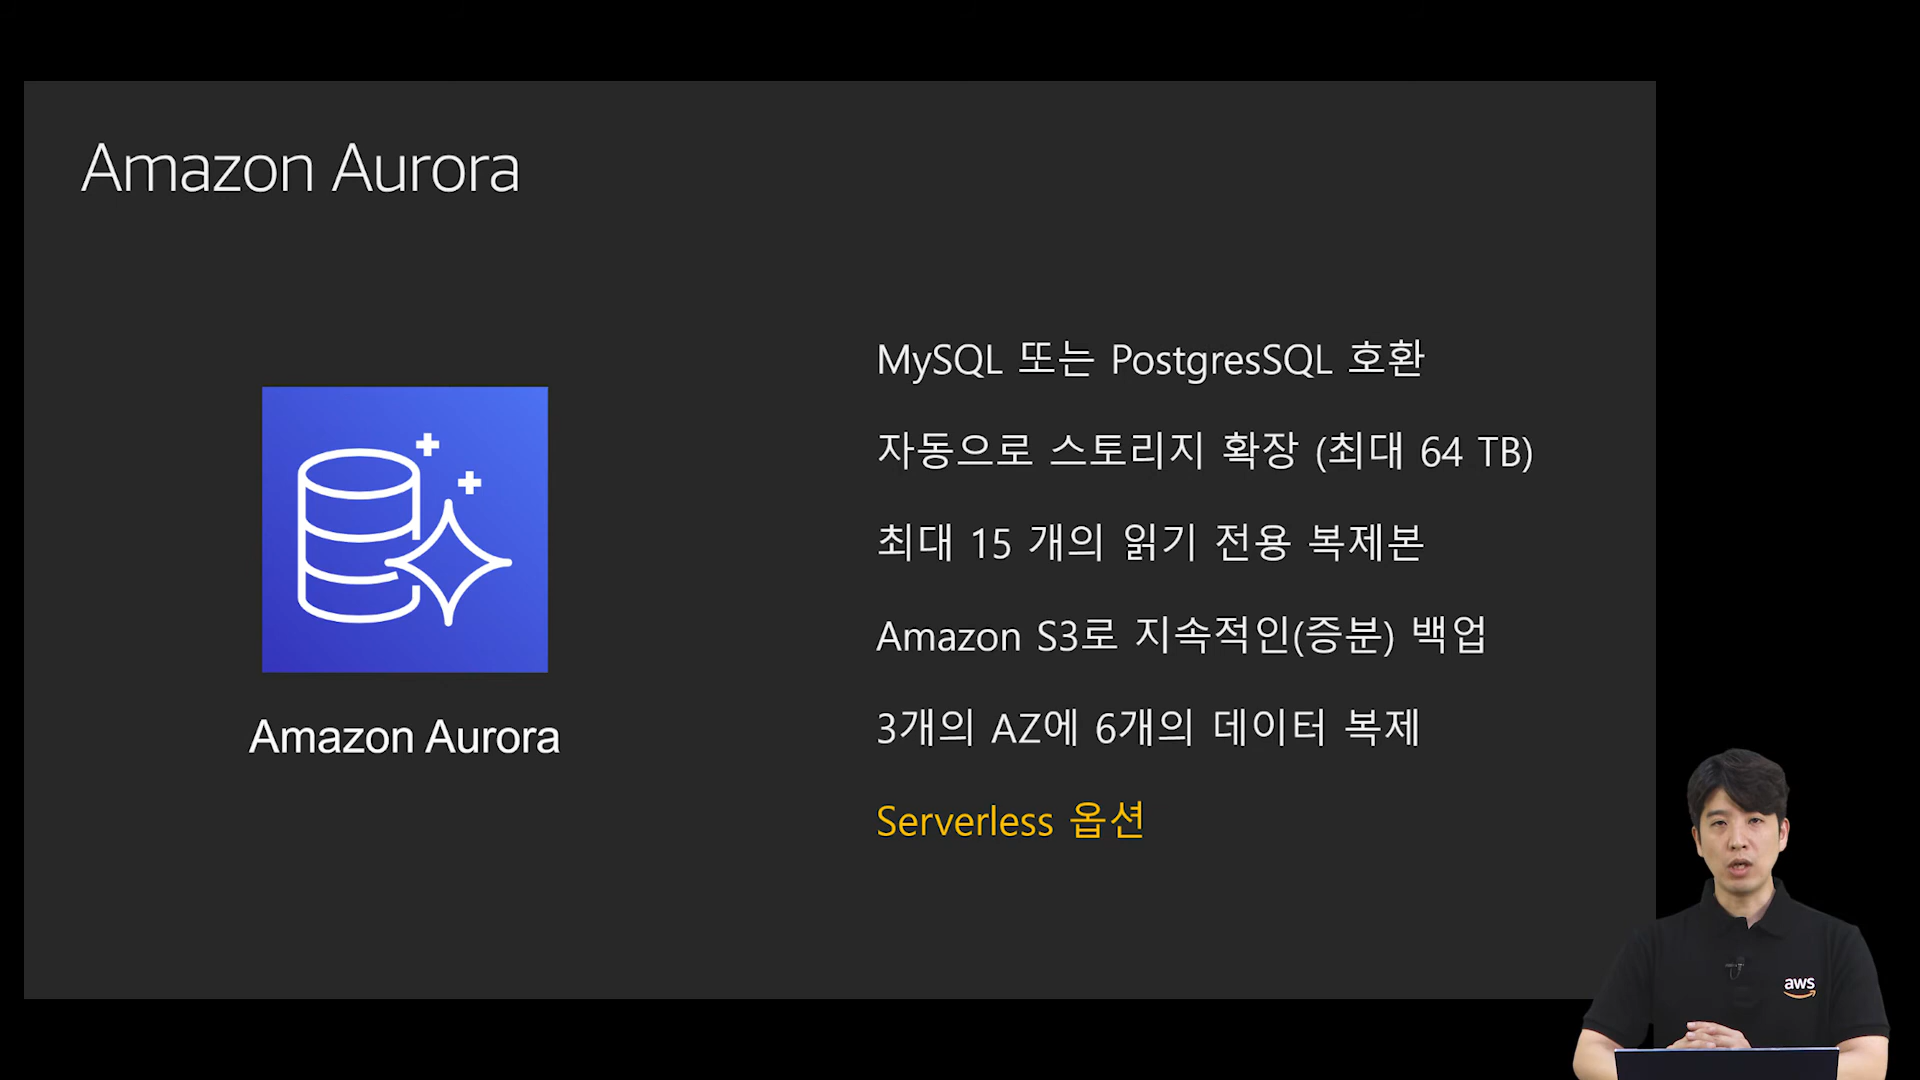 Amazon Aurora
Amazon Aurora
MySQL 또는 PostgresSQL 호환
자동으로 스토리지 확장 (최대 64 TB)
최대 15 개의 읽기 전용 복제본
Amazon S3로 지속적인(증분) 백업
3개의 AZ에 6개의 데이터 복제
Serverless 옵션
aws